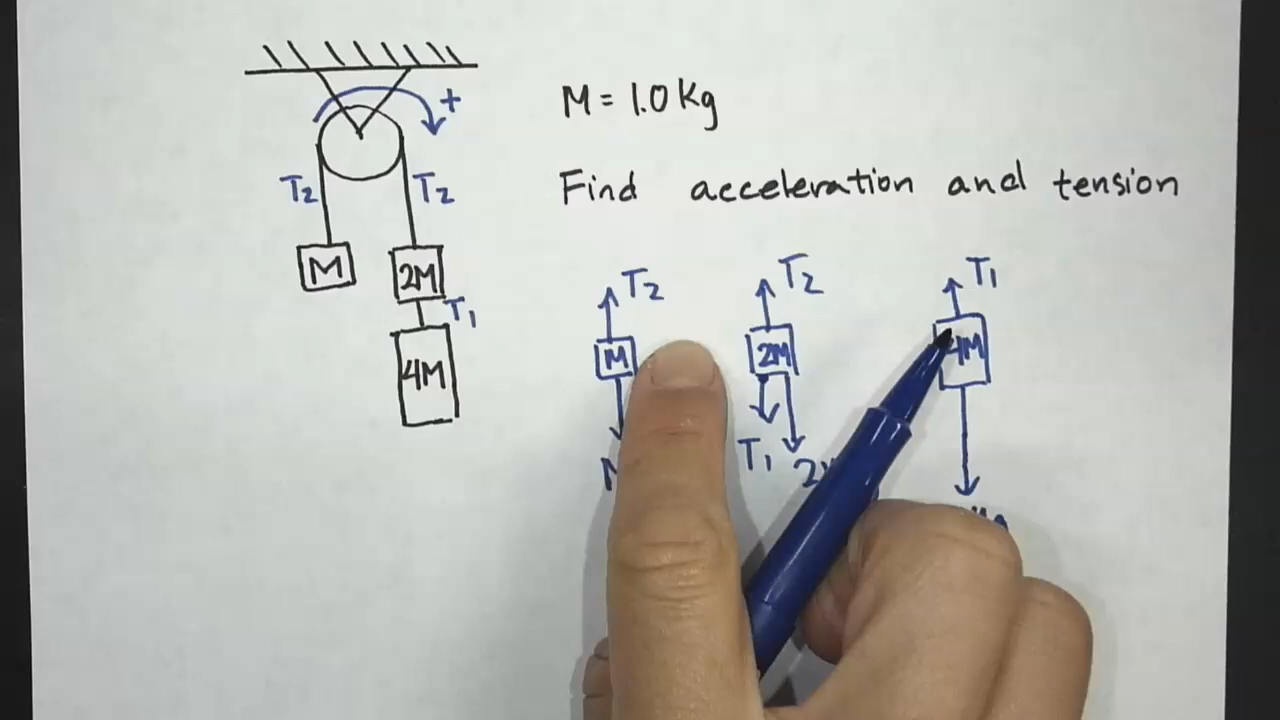 +
M = 1.0 Kg
T2 T2
Find acceleration and tension
M 2M
T1
4M
T2 T2 T1
M 2M 4M
T1